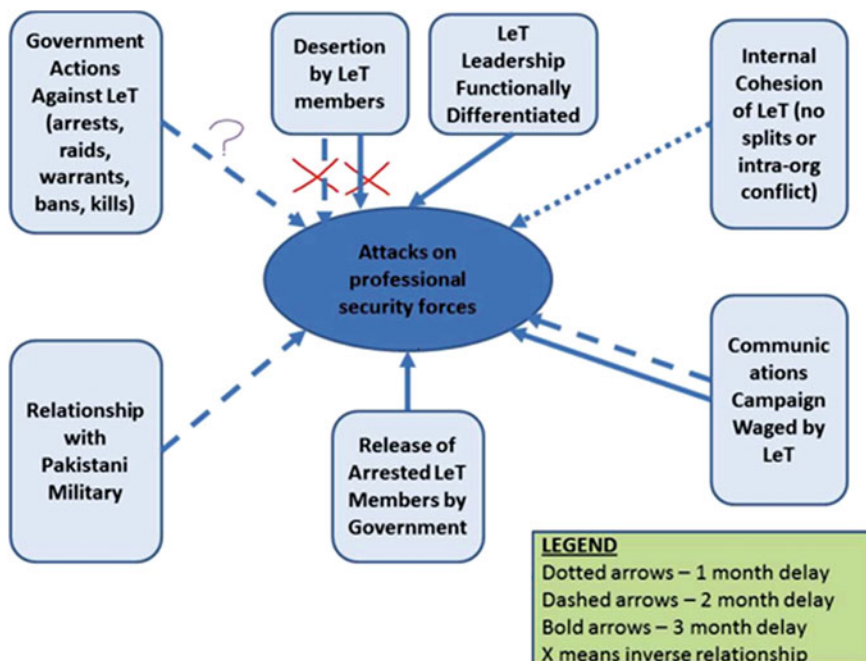 Government
Actions
Against LeT
(arrests,
raids,
warrants,
bans, kills)
?
Desertion
by LeT
members
LeT
Leadership
Functionally
Differentiated
Internal
Cohesion
of LeT (no
splits or
intra-org
conflict)
Attacks on
professional
security forces
Relationship
with
Pakistani
Military
Release of
Arrested LeT
Members by
Government
Communic
ations
Campaign
Waged by
LeT
LEGEND
Dotted arrows – 1 month delay
Dashed arrows – 2 month delay
Bold arrows – 3 month delay
X means inverse relationship